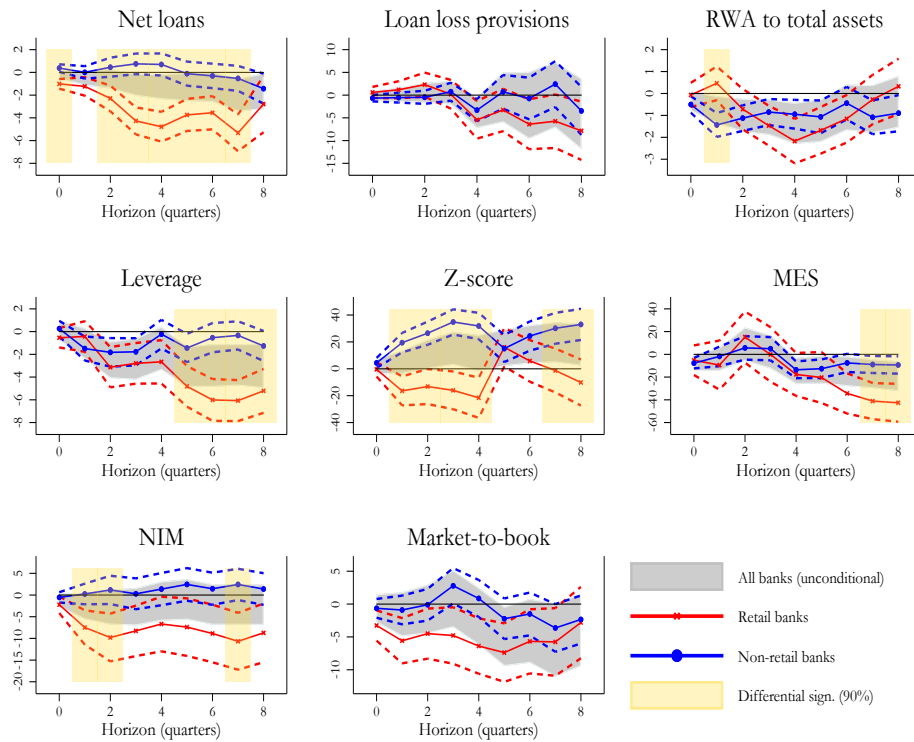 Net loans
Loan loss provisions
RWA to total assets
2
0
-2
-4
-6
-8
0 2 4 6 8
Horizon (quarters)
10
5
0
-5
-10
-15
0 2 4 6 8
Horizon (quarters)
2
1
0
-1
-3
0 2 4 6 8
Horizon (quarters)
Leverage
Z-score
MES
2
0
-2
-4
-6
-8
0 2 4 6 8
Horizon (quarters)
40
20
0
-20
-40
0 2 4 6 8
Horizon (quarters)
40
20
0
-20
-40
-60
0 2 4 6 8
Horizon (quarters)
NIM
Market-to-book
5
0
-5
-10
-15
-20
0 2 4 6 8
Horizon (quarters)
5
0
-5
-10
0 2 4 6 8
Horizon (quarters)
All banks (unconditional)
Retail banks
Non-retail banks
Differential sign. (90%)